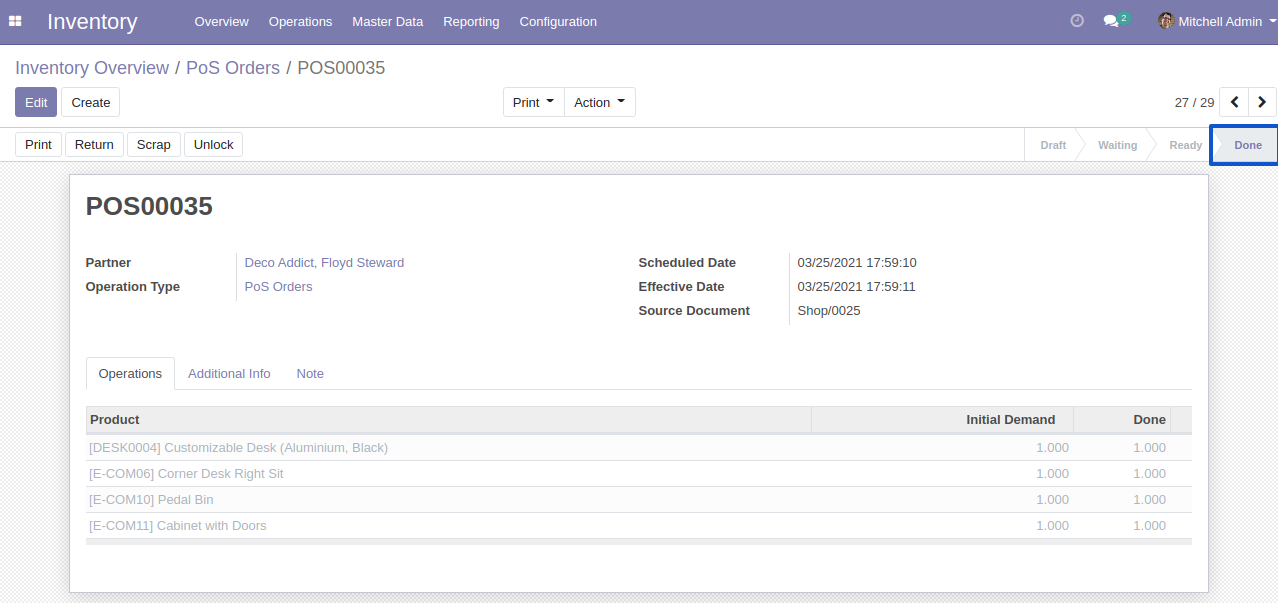 Inventory Overview Operations Master Data Reporting Configuration 2 Mitchell Admin
Inventory Overview / PoS Orders / POS00035
Edit Create Print Action 27 / 29
Print Return Scrap Unlock Draft Waiting Ready Done
POS00035
Partner Deco Addict, Floyd Steward Scheduled Date 03/25/2021 17:59:10
Operation Type PoS Orders Effective Date 03/25/2021 17:59:11
Source Document Shop/0025
Operations Additional Info Note
Product Initial Demand Done
[DESK0004] Customizable Desk (Aluminium, Black) 1.000 1.000
[E-COM06] Corner Desk Right Sit 1.000 1.000
[E-COM10] Pedal Bin 1.000 1.000
[E-COM11] Cabinet with Doors 1.000 1.000